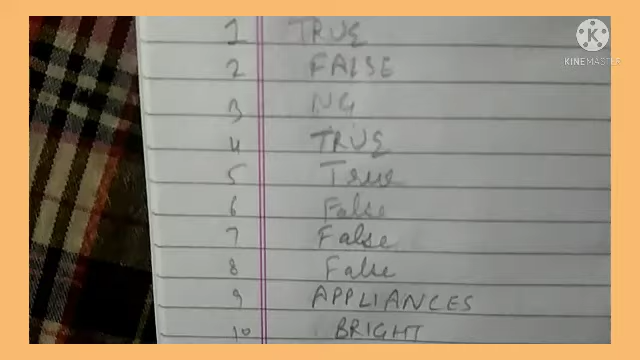 1 TRUE
K
KINEMASTER
2 FALSE
3 NG
4 TRUE
5 True
6 False
7 False
8 False
9 APPLIANCES
10 BRIGHT